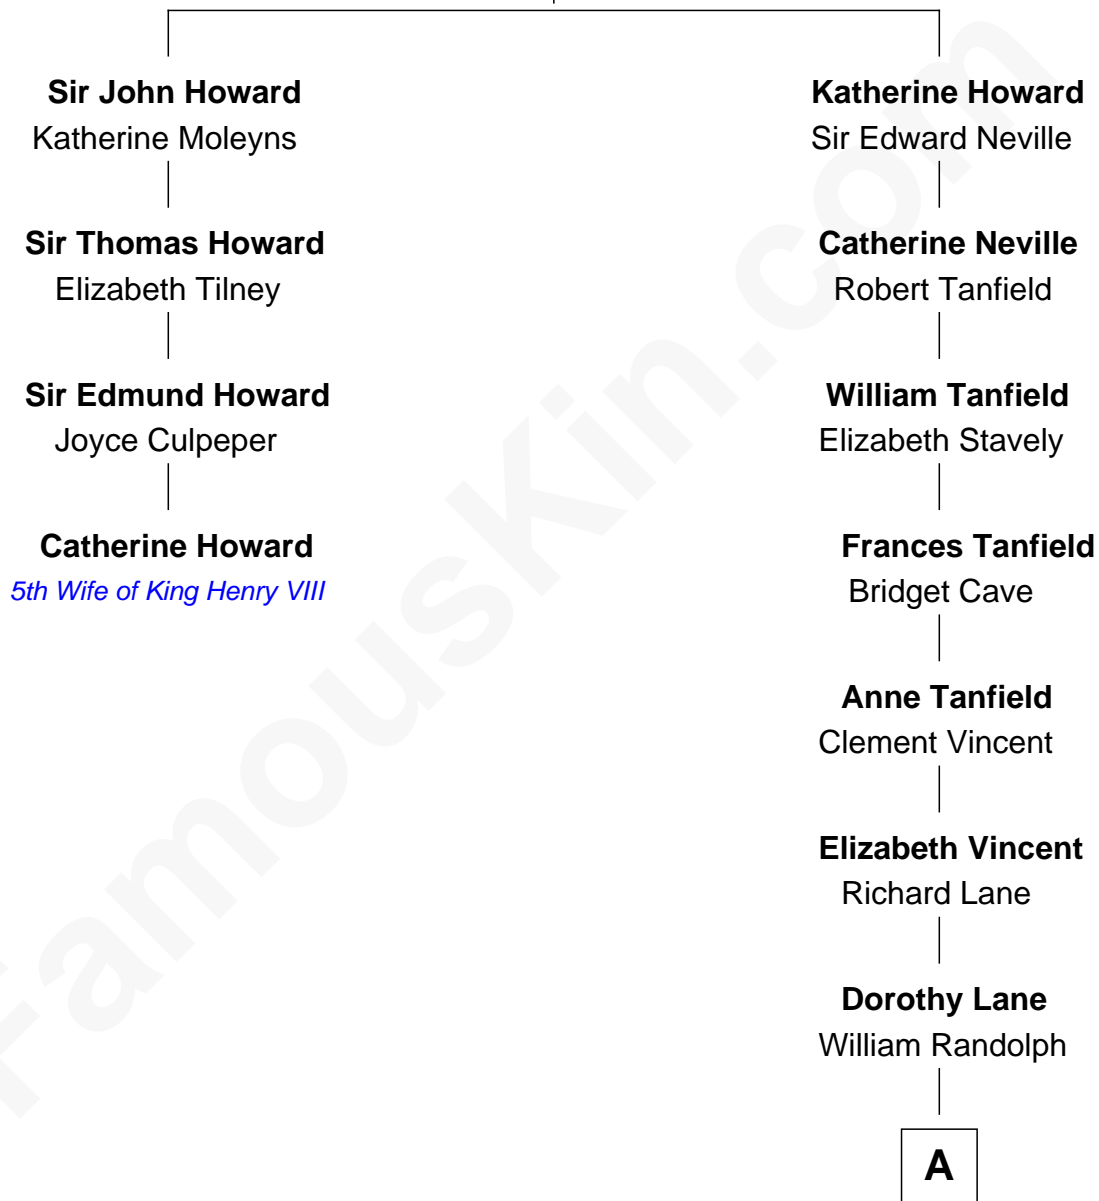 Sir John Howard
Katherine Moleyns
Sir Thomas Howard
Elizabeth Tilney
Sir Edmund Howard
Joyce Culpeper
Catherine Howard
5th Wife of King Henry VIII
Katherine Howard
Sir Edward Neville
Catherine Neville
Robert Tanfield
William Tanfield
Elizabeth Stavely
Frances Tanfield
Bridget Cave
Anne Tanfield
Clement Vincent
Elizabeth Vincent
Richard Lane
Dorothy Lane
William Randolph
A
FamousKin.com